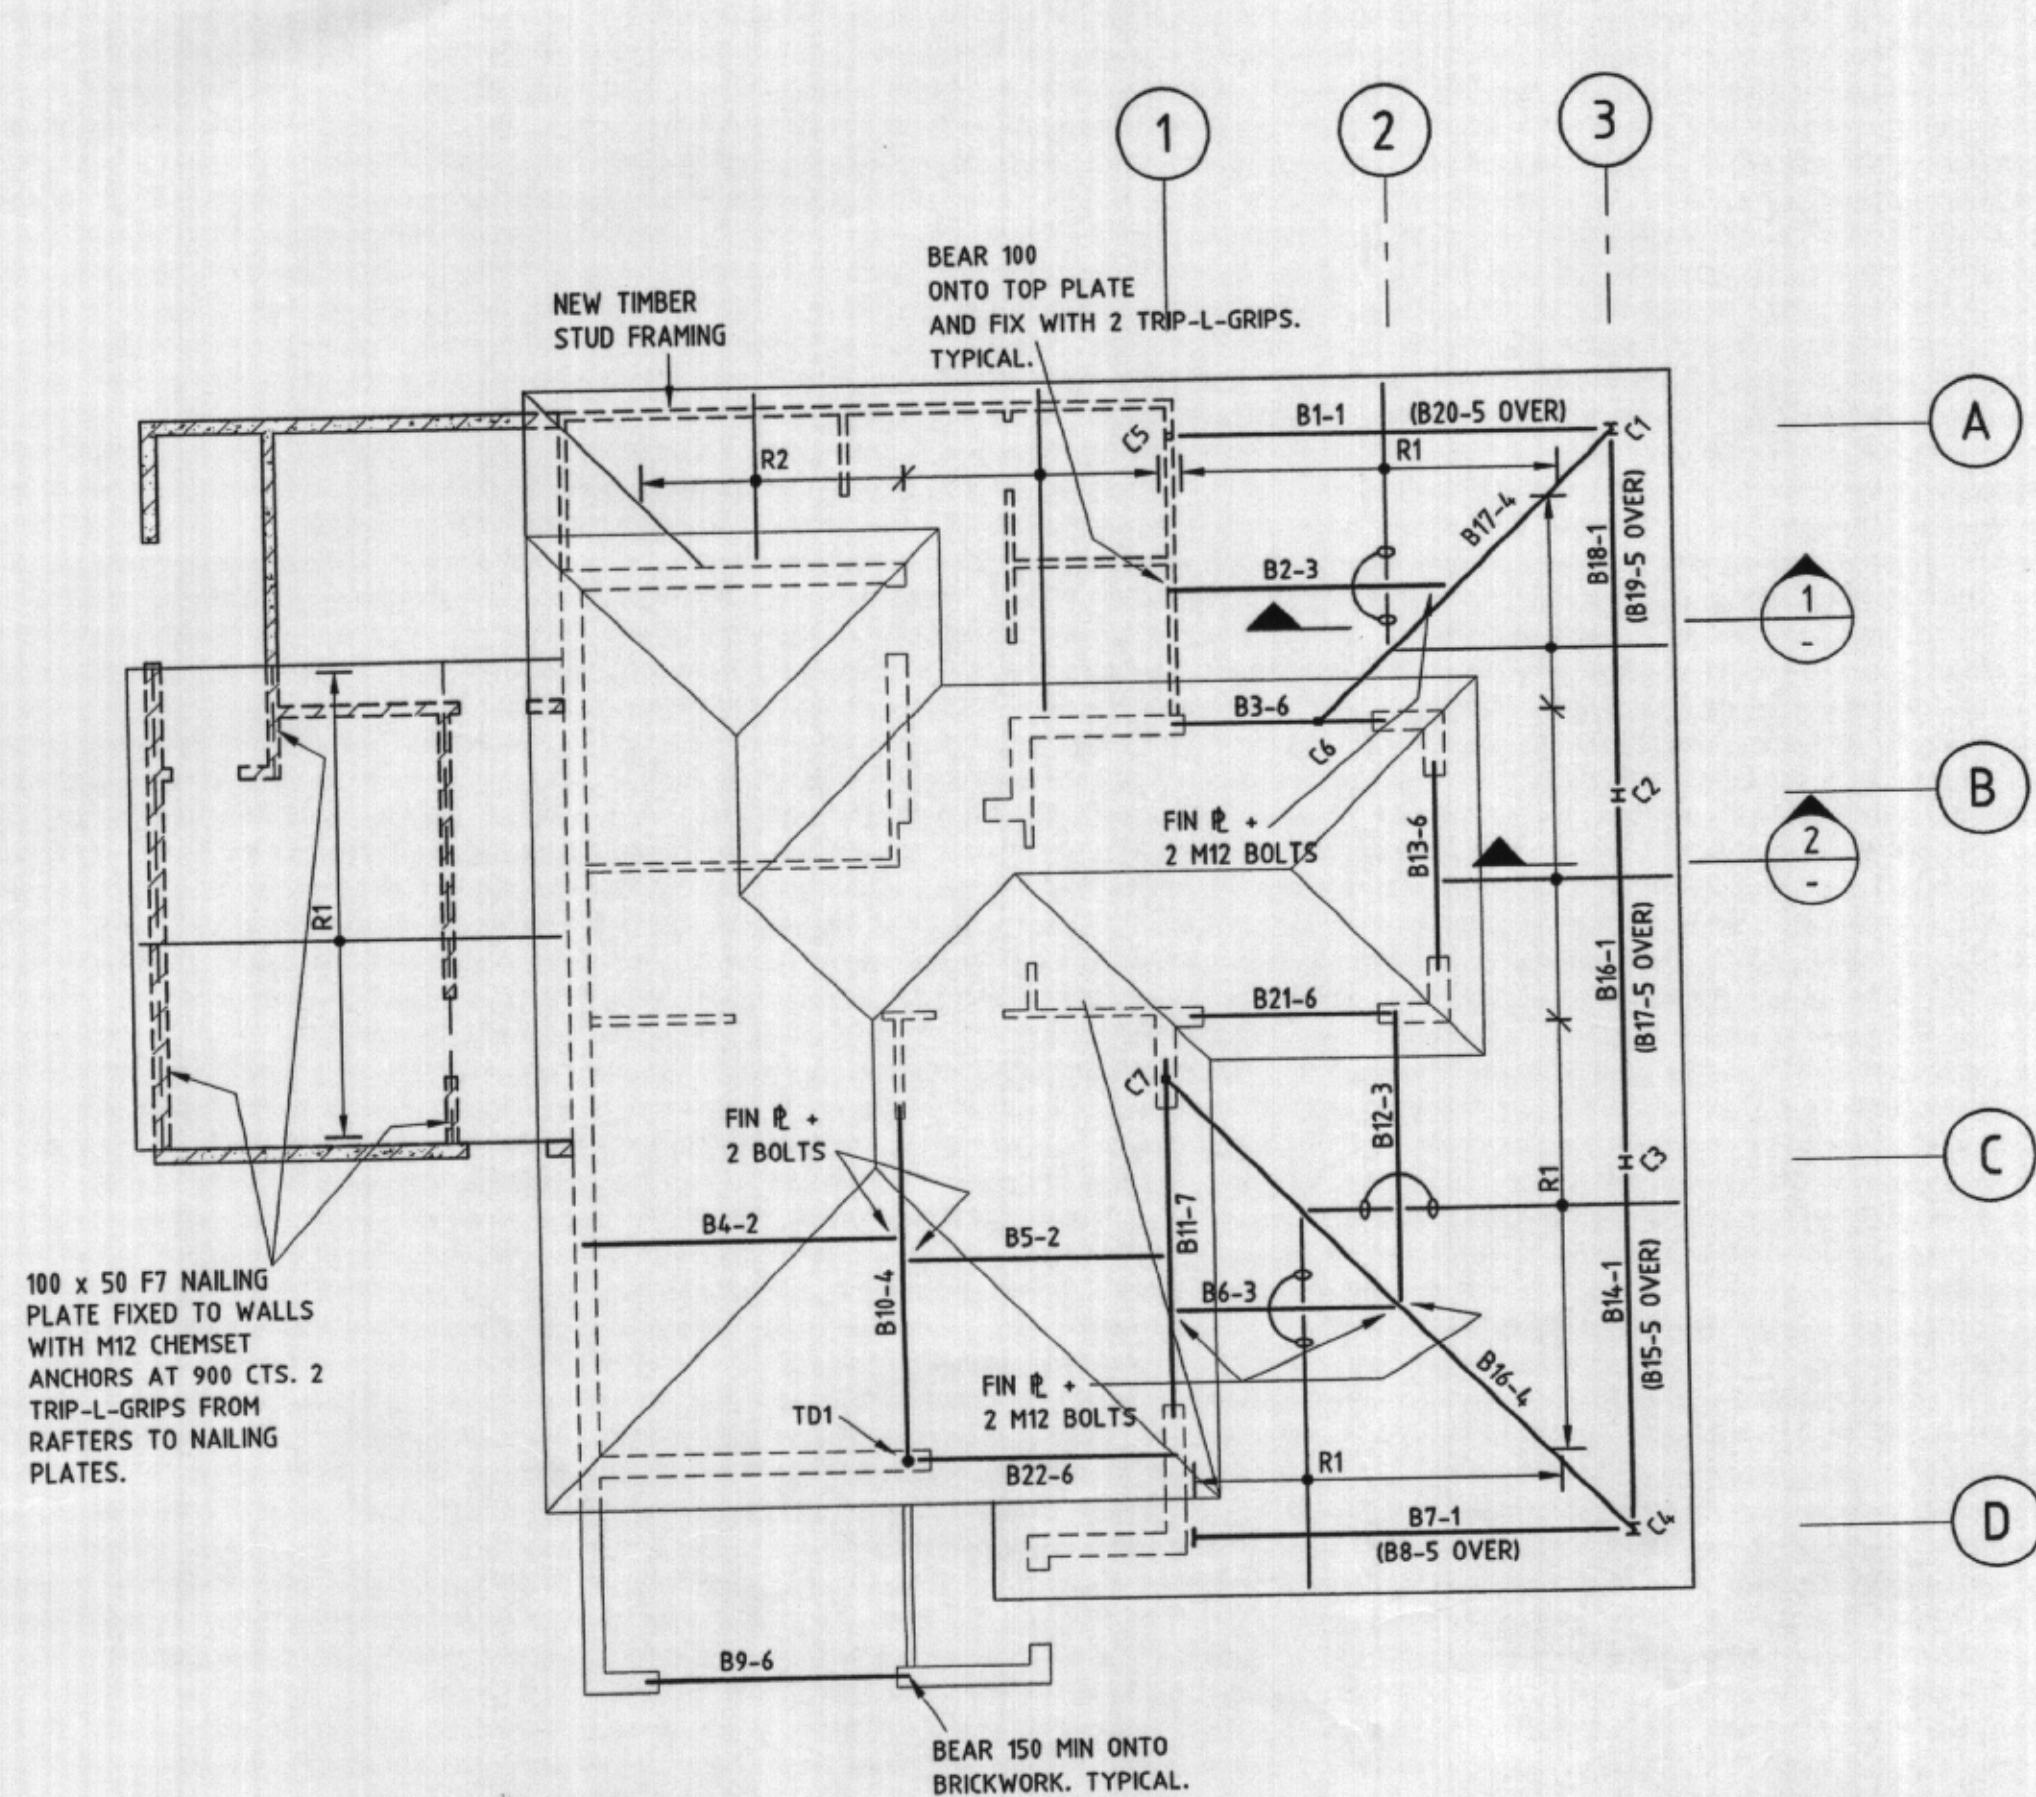 1
2
3
BEAR 100
ONTO TOP PLATE
AND FIX WITH 2 TRIP-L-GRIPS.
TYPICAL.
NEW TIMBER
STUD FRAMING
A
B1-1
(B20-5 OVER)
C1
C5
R2
R1
B17-4
B18-1
(B19-5 OVER)
B2-3
1
-
B3-6
C6
B
C2
FIN PL +
2 M12 BOLTS
B13-6
2
-
R1
B16-1
(B17-5 OVER)
B21-6
C7
B12-3
FIN PL +
2 BOLTS
C3
C
R1
B4-2
B5-2
B11-7
B10-4
B6-3
B14-1
(B15-5 OVER)
100 x 50 F7 NAILING
PLATE FIXED TO WALLS
WITH M12 CHEMSET
ANCHORS AT 900 CTS. 2
TRIP-L-GRIPS FROM
RAFTERS TO NAILING
PLATES.
B16-4
FIN PL +
2 M12 BOLTS
TD1
B22-6
R1
B7-1
(B8-5 OVER)
C4
D
B9-6
BEAR 150 MIN ONTO
BRICKWORK. TYPICAL.